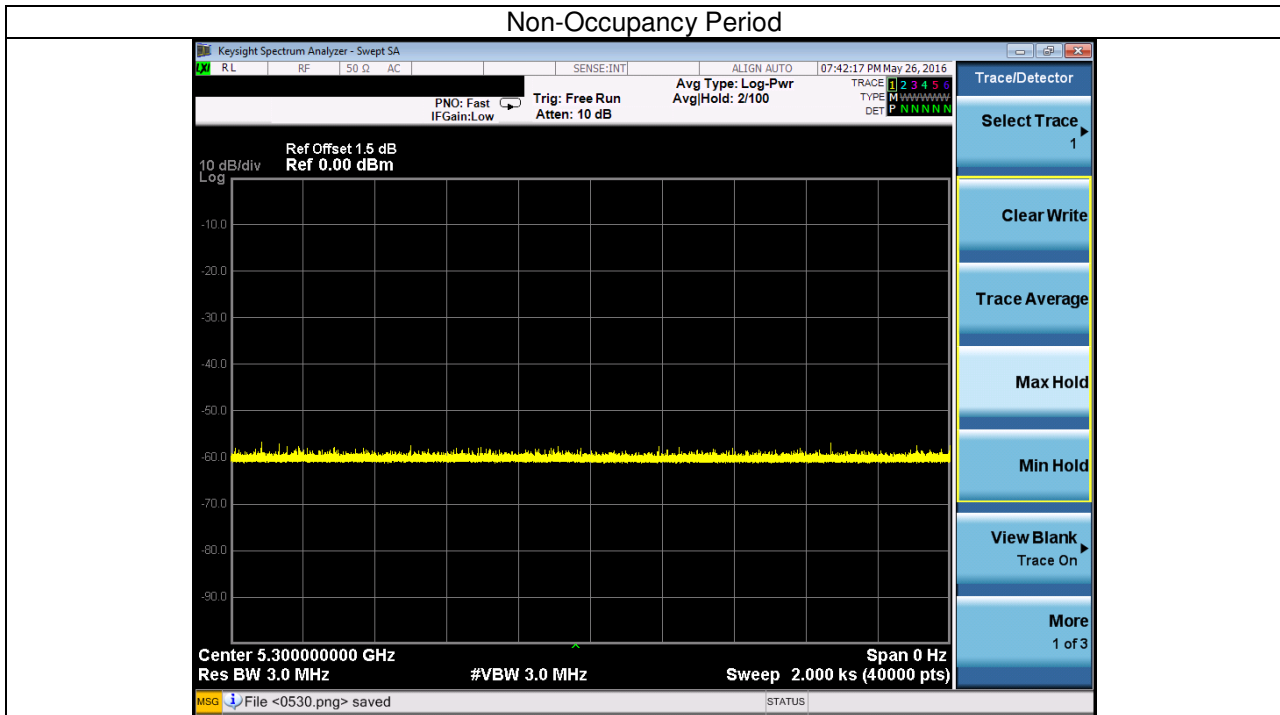 Non-Occupancy Period
Keysight Spectrum Analyzer - Swept SA
LXI RL RF 50 Ω AC SENSE:INT ALIGN AUTO 07:42:17 PM May 26, 2016
PNO: Fast
IFGain:Low
Trig: Free Run
Atten: 10 dB
Avg Type: Log-Pwr
Avg|Hold: 2/100
TRACE 1 2 3 4 5 6
TYPE M WWWWW
DET P N N N N N
Ref Offset 1.5 dB
10 dB/div Ref 0.00 dBm
Log
-10.0
-20.0
-30.0
-40.0
-50.0
-60.0
-70.0
-80.0
-90.0
Center 5.300000000 GHz Span 0 Hz
Res BW 3.0 MHz #VBW 3.0 MHz Sweep 2.000 ks (40000 pts)
MSG File <0530.png> saved STATUS
Trace/Detector
Select Trace
1
Clear Write
Trace Average
Max Hold
Min Hold
View Blank
Trace On
More
1 of 3